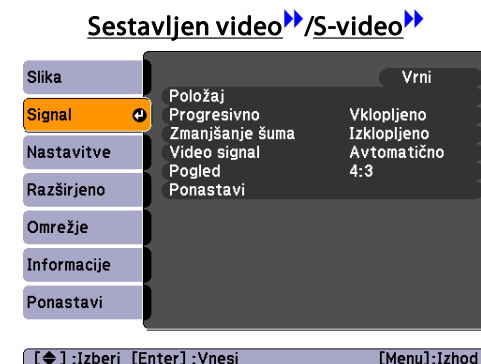 Sestavljen video/S-video
Slika
Signal
Nastavitve
Razširjeno
Omrežje
Informacije
Ponastavi
Vrni
Položaj
Progresivno Vklopljeno
Zmanjšanje šuma Izklopljeno
Video signal Avtomatično
Pogled 4:3
Ponastavi
[◆] :Izberi [Enter] :Vnesi [Menu]:Izhod